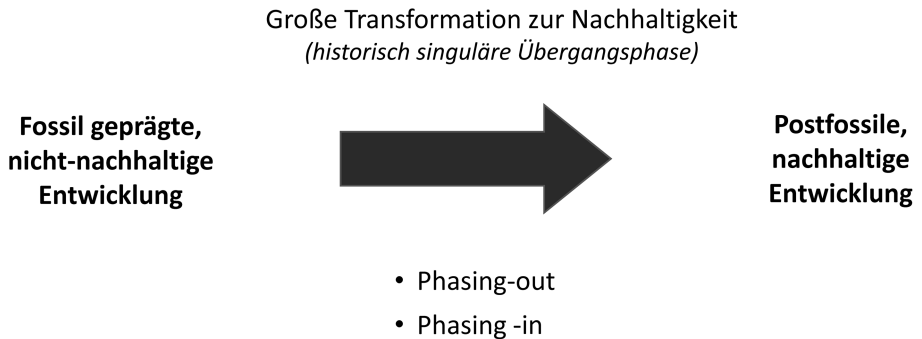 Große Transformation zur Nachhaltigkeit
(historisch singuläre Übergangsphase)
Fossil geprägte,
nicht-nachhaltige
Entwicklung
Postfossile,
nachhaltige
Entwicklung
• Phasing-out
• Phasing -in